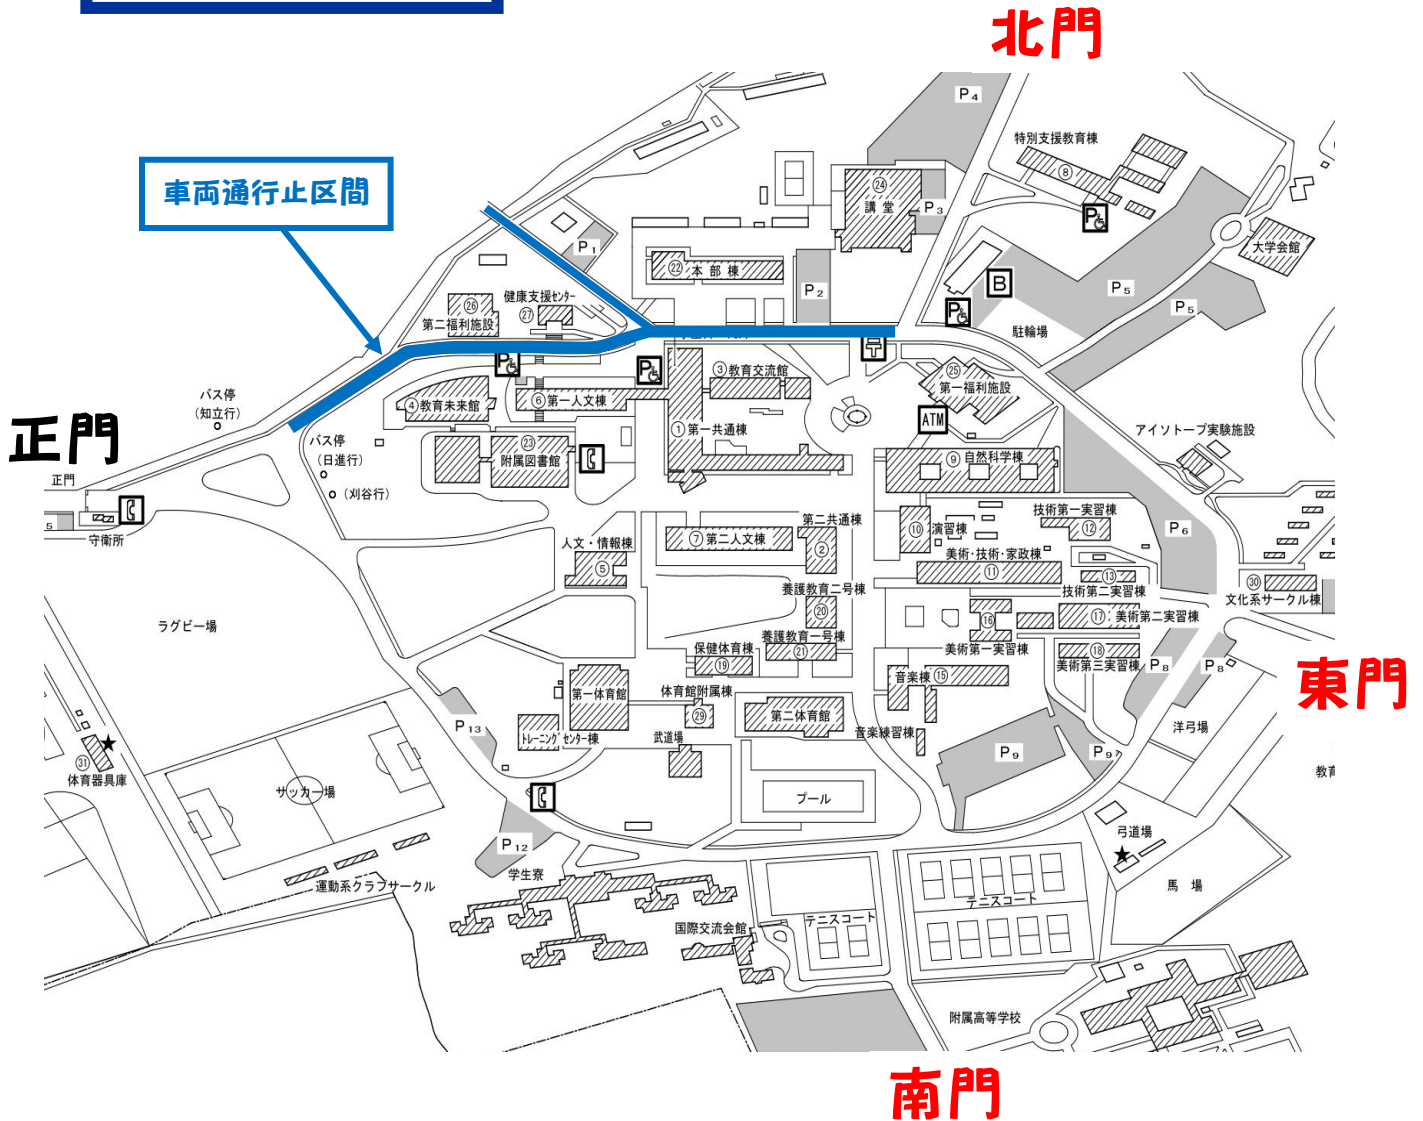 北門
P4
特別支援教育棟
⑧
車両通行止区間
㉔
講堂
P3
P1
大学会館
㉒ 本部棟
健康支援ｾﾝﾀｰ
㉗
㉖
第二福利施設
P2
B
P5
P5
駐輪場
③教育交流館
㉕
第一福利施設
バス停
(知立行)
④教育未来館
⑥第一人文棟
①第一共通棟
ATM
アイソトープ実験施設
正門
バス停
(日進行)
(刈谷行)
㉓
附属図書館
⑨自然科学棟
正門
5
守衛所
⑦第二人文棟
第二共通棟
②
⑩演習棟
技術第一実習棟
⑫
P6
人文・情報棟
⑤
美術・技術・家政棟
⑪
⑬
技術第二実習棟
㉚
文化系サークル棟
養護教育二号棟
⑳
ラグビー場
⑯
美術第一実習棟
⑰美術第二実習棟
養護教育一号棟
㉑
保健体育棟
⑲
⑱
美術第三実習棟
P8
P8
東門
音楽棟⑮
第一体育館
体育館附属棟
㉙
第二体育館
音楽練習棟
P13
トレーニングセンター棟
武道場
洋弓場
P9
P9
教育
★
㉛
体育器具庫
サッカー場
プール
弓道場
★
P12
学生寮
運動系クラブサークル
馬場
テニスコート
テニスコート
国際交流会館
附属高等学校
南門